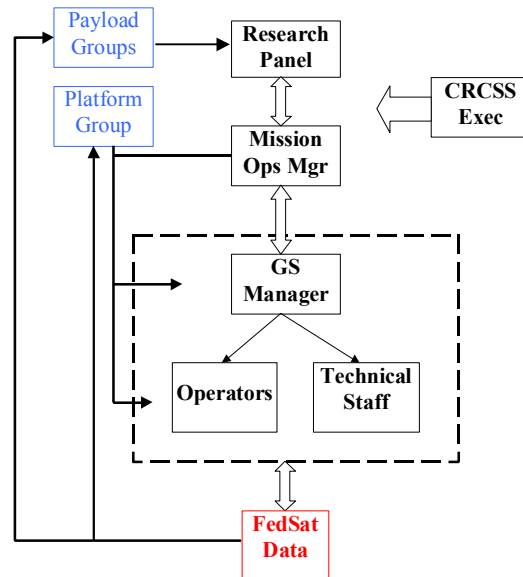 Payload
Groups
Research
Panel
CRCSS
Exec
Platform
Group
Mission
Ops Mgr
GS
Manager
Operators
Technical
Staff
FedSat
Data